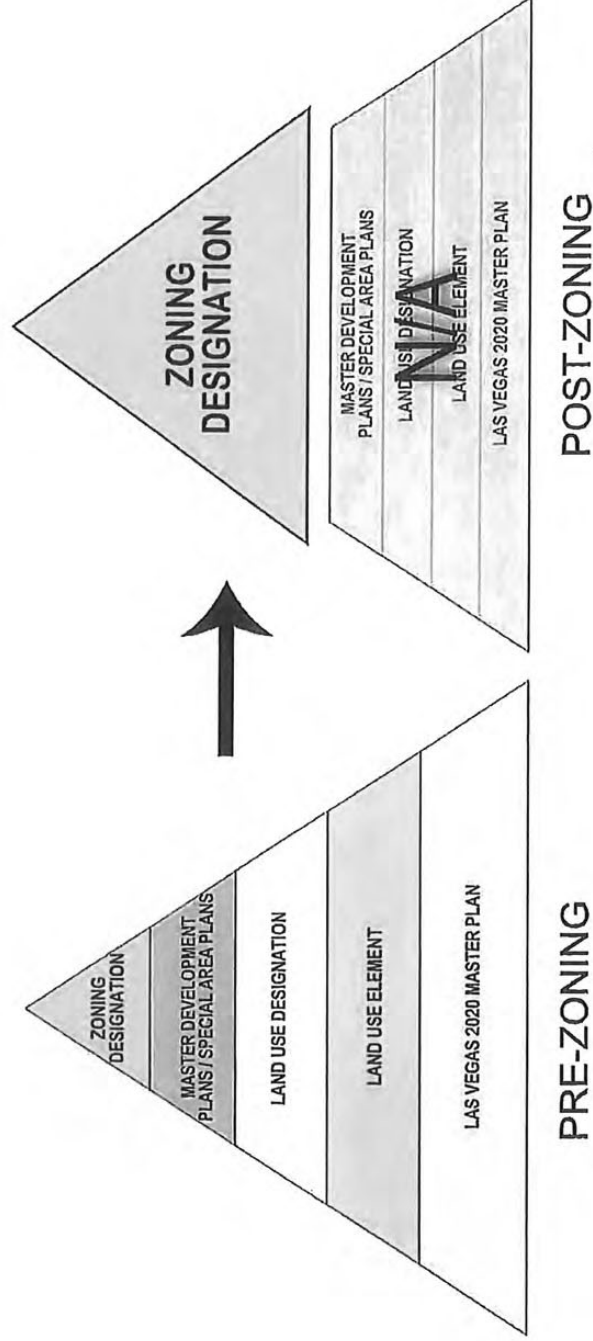 ZONING
DESIGNATION
MASTER DEVELOPMENT
PLANS / SPECIAL AREA PLANS
LAND USE DESIGNATION
LAND USE ELEMENT
LAS VEGAS 2020 MASTER PLAN
PRE-ZONING
ZONING
DESIGNATION
MASTER DEVELOPMENT
PLANS / SPECIAL AREA PLANS
LAND USE DESIGNATION
N/A
LAND USE ELEMENT
LAS VEGAS 2020 MASTER PLAN
POST-ZONING